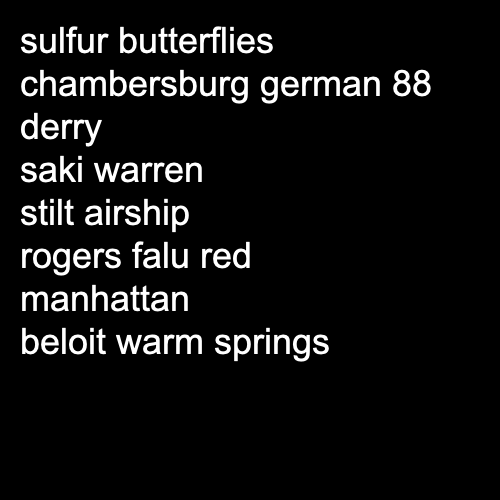 sulfur butterflies
chambersburg german 88
derry
saki warren
stilt airship
rogers falu red
manhattan
beloit warm springs